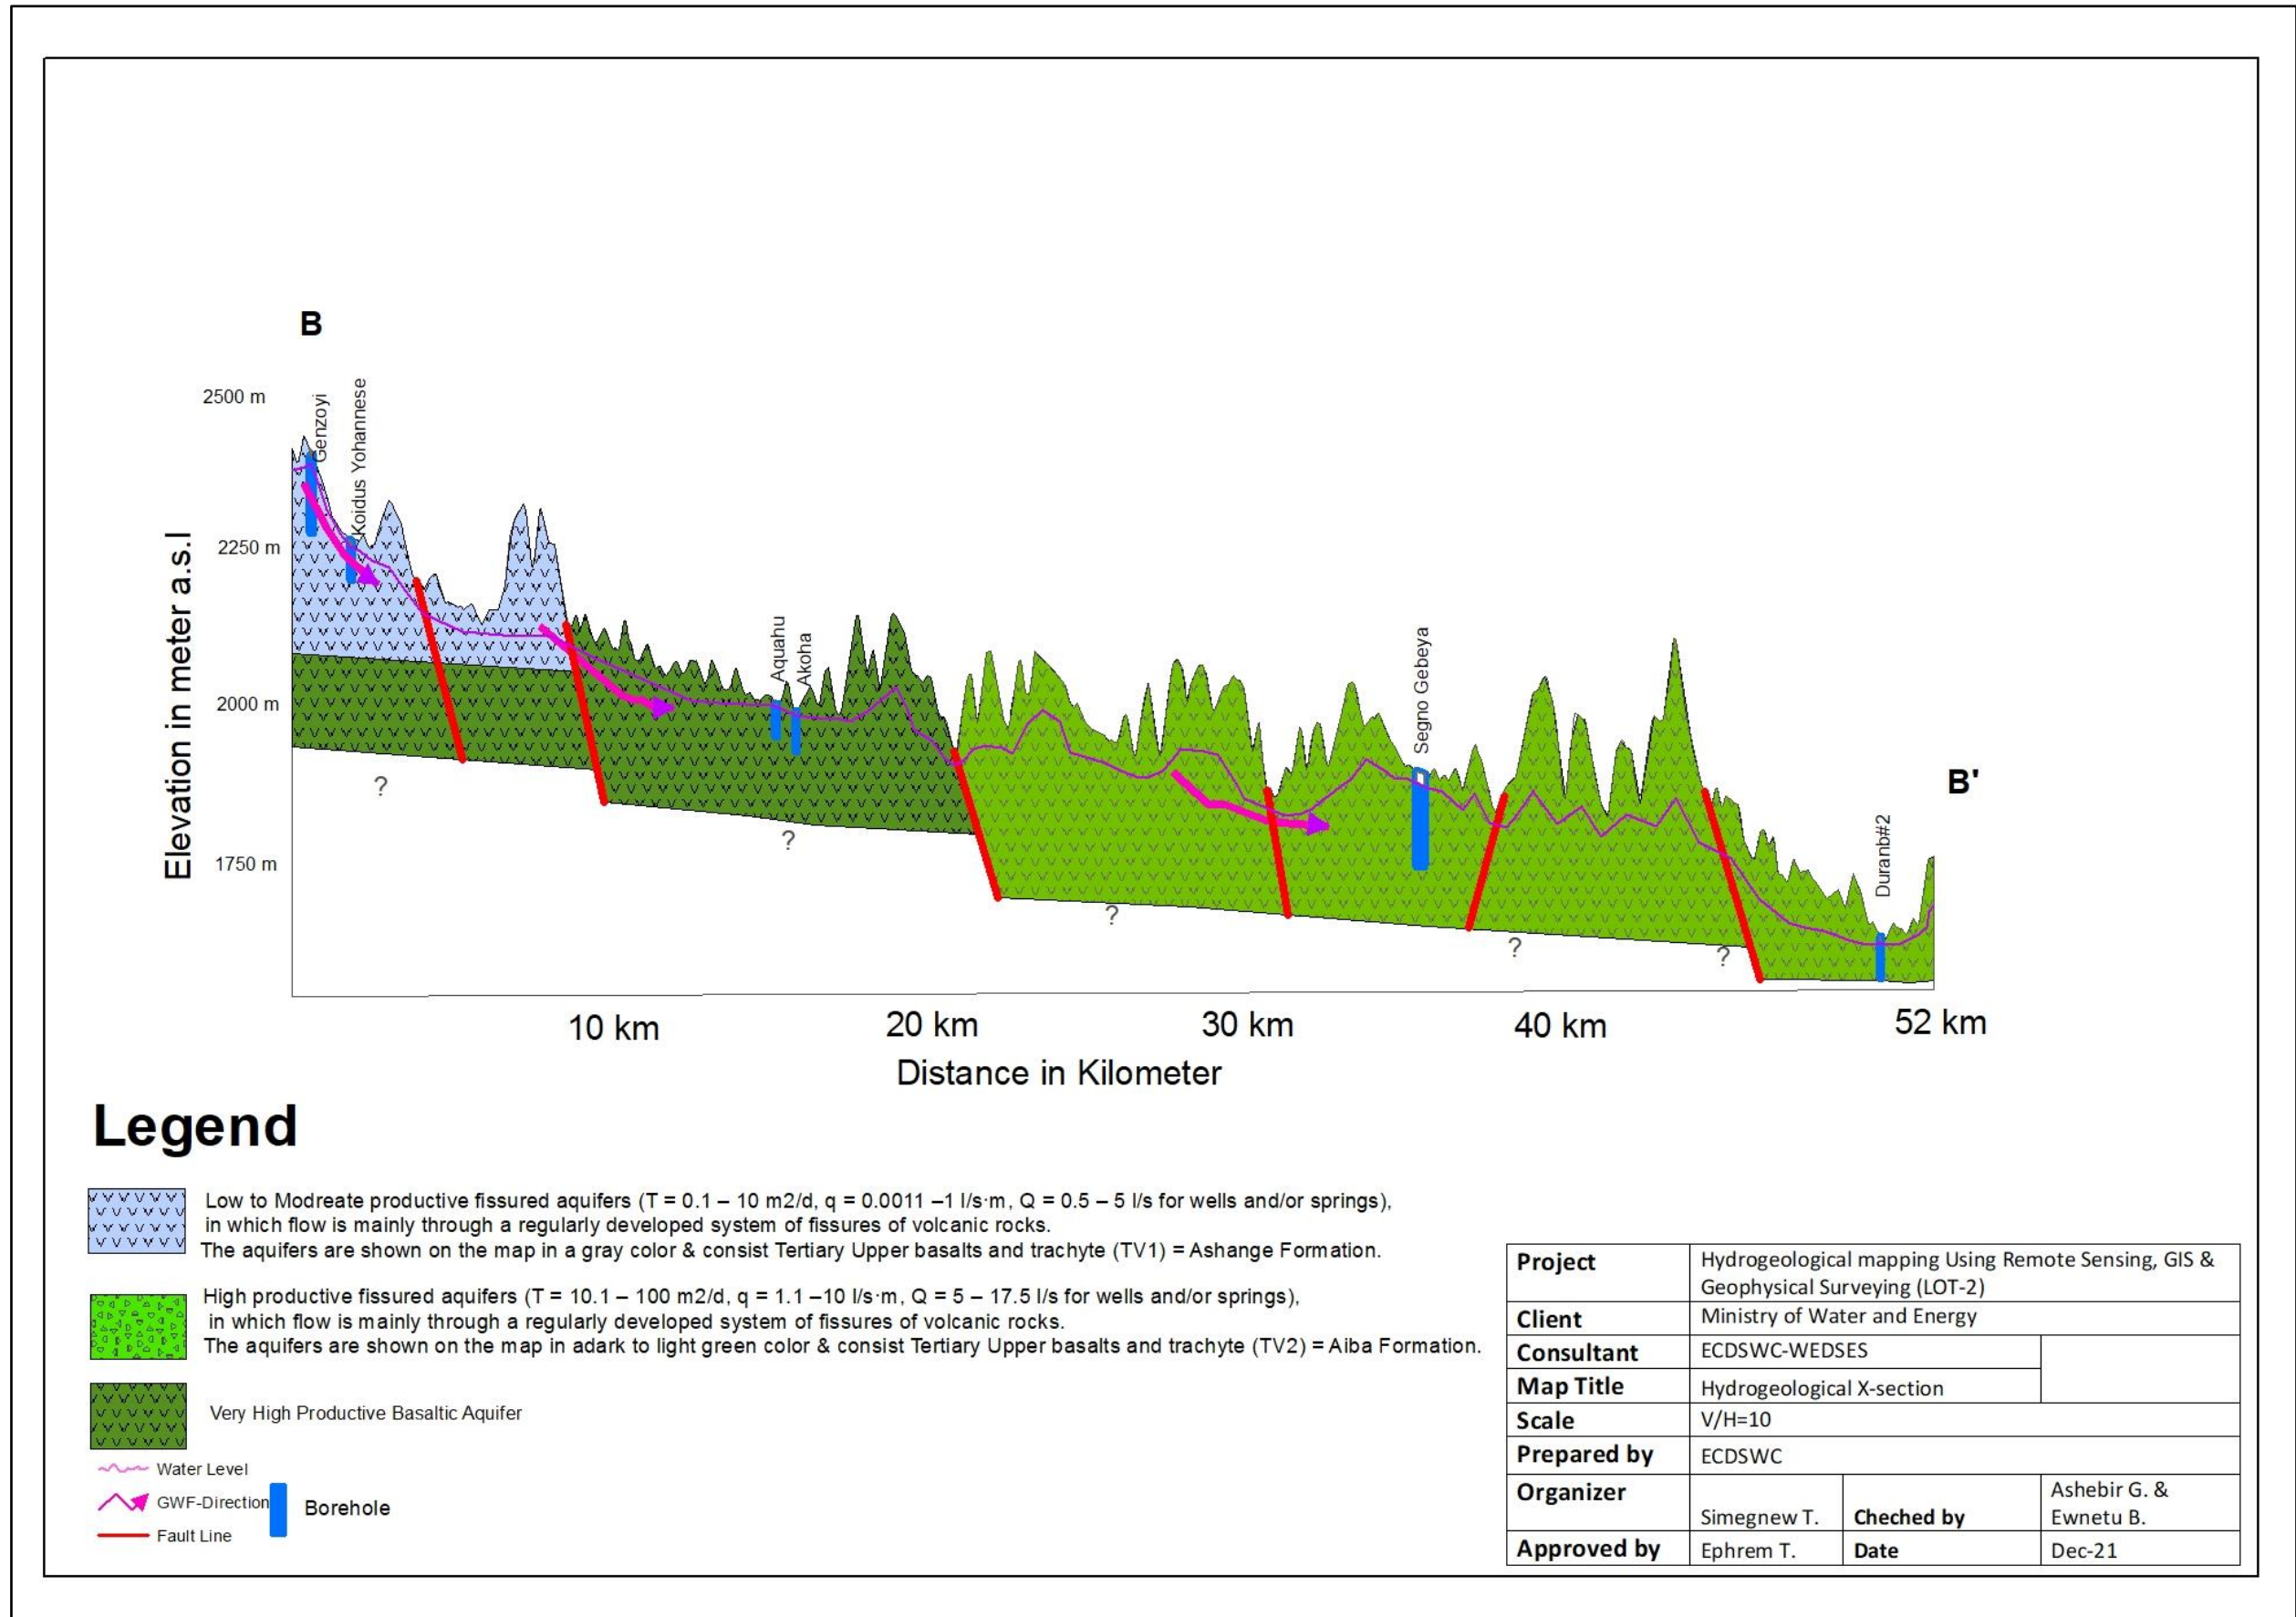 B
2500 m
Genzoyi
Koidus Yohannese
2250 m
Elevation in meter a.s.l
Aquahu
Akoha
Segno Gebeya
2000 m
B'
Duranb#2
1750 m
?
?
?
?
?
10 km
20 km
30 km
40 km
52 km
Distance in Kilometer
Legend
Low to Modreate productive fissured aquifers (T = 0.1 – 10 m2/d, q = 0.0011 –1 l/s·m, Q = 0.5 – 5 l/s for wells and/or springs),
in which flow is mainly through a regularly developed system of fissures of volcanic rocks.
The aquifers are shown on the map in a gray color & consist Tertiary Upper basalts and trachyte (TV1) = Ashange Formation.
High productive fissured aquifers (T = 10.1 – 100 m2/d, q = 1.1 –10 l/s·m, Q = 5 – 17.5 l/s for wells and/or springs),
in which flow is mainly through a regularly developed system of fissures of volcanic rocks.
The aquifers are shown on the map in adark to light green color & consist Tertiary Upper basalts and trachyte (TV2) = Aiba Formation.
Very High Productive Basaltic Aquifer
Water Level
GWF-Direction
Borehole
Fault Line
Project
Hydrogeological mapping Using Remote Sensing, GIS &
Geophysical Surveying (LOT-2)
Client
Ministry of Water and Energy
Consultant
ECDSWC-WEDSES
Map Title
Hydrogeological X-section
Scale
V/H=10
Prepared by
ECDSWC
Organizer
Simegnew T.
Cheched by
Ashebir G. &
Ewnetu B.
Approved by
Ephrem T.
Date
Dec-21